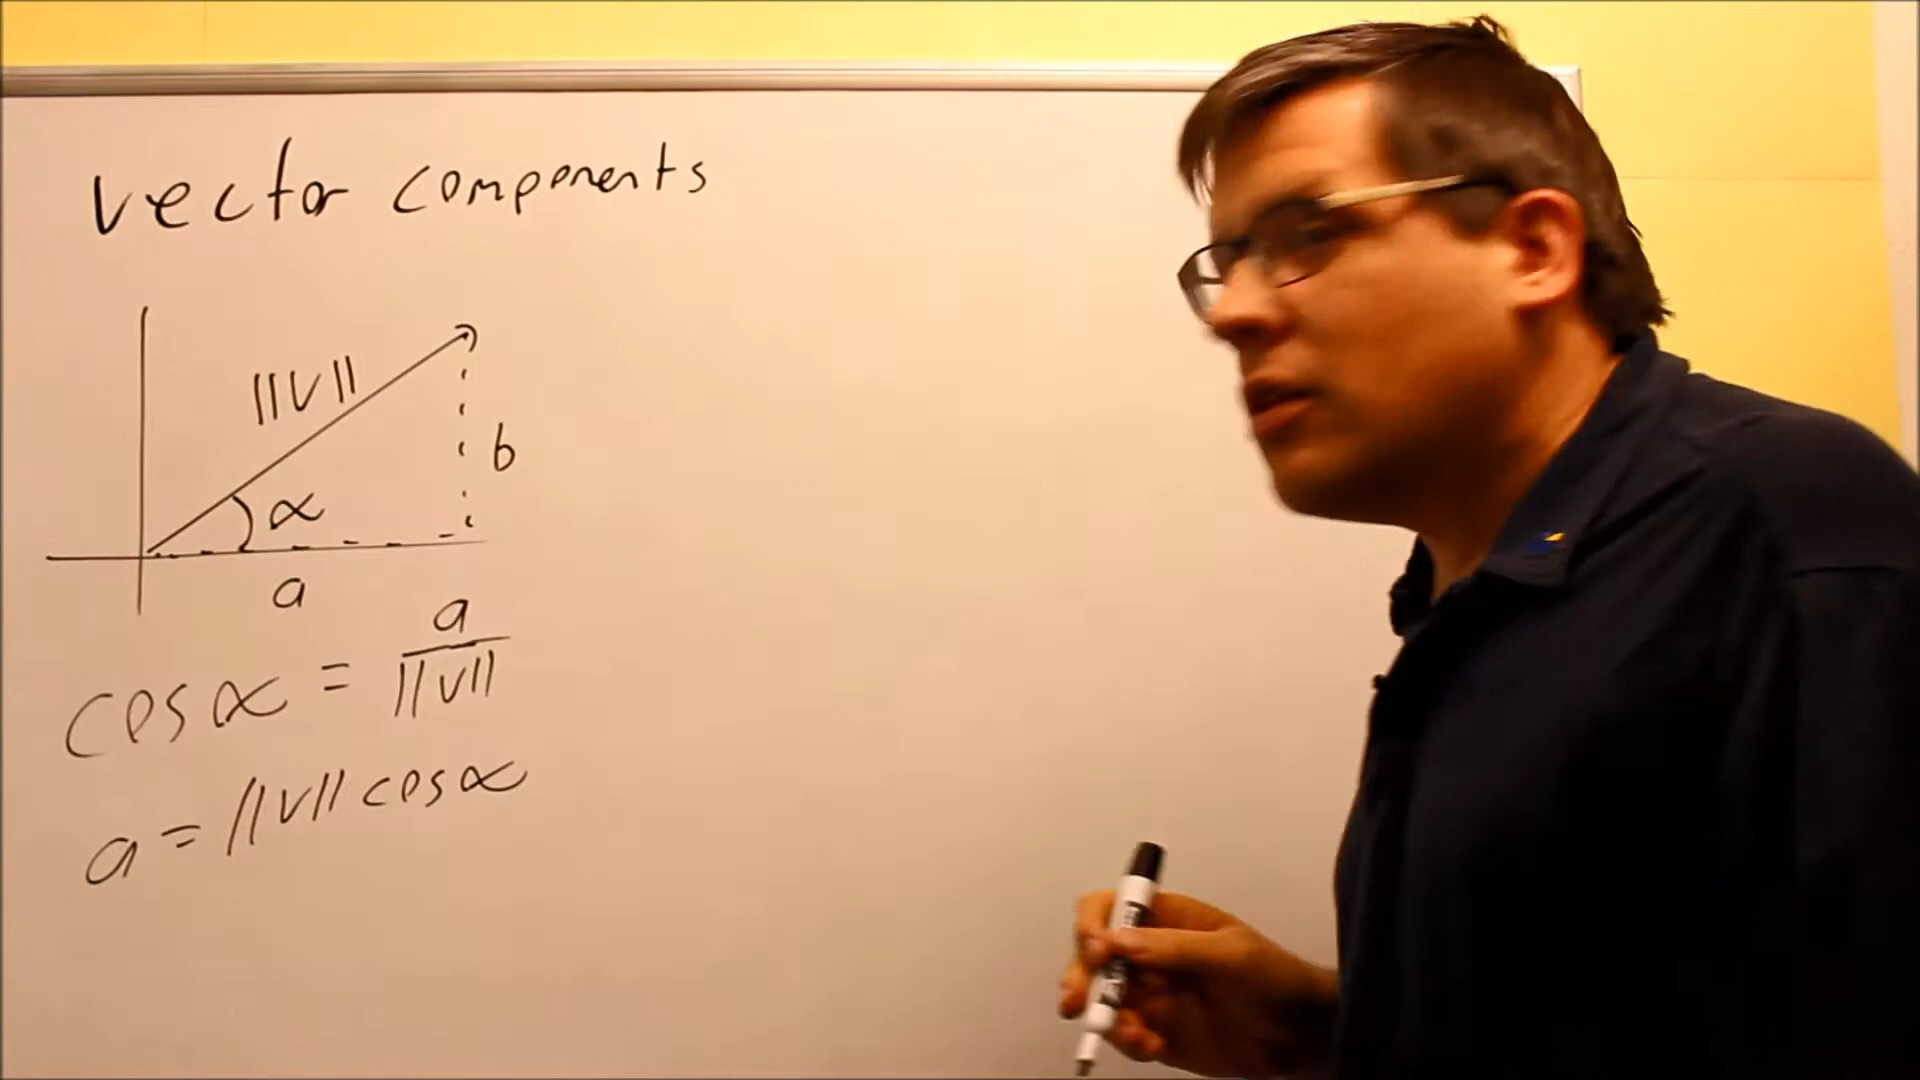 vector components
||V||
b
α
a
cos α = a / ||V||
a = ||V|| cos α